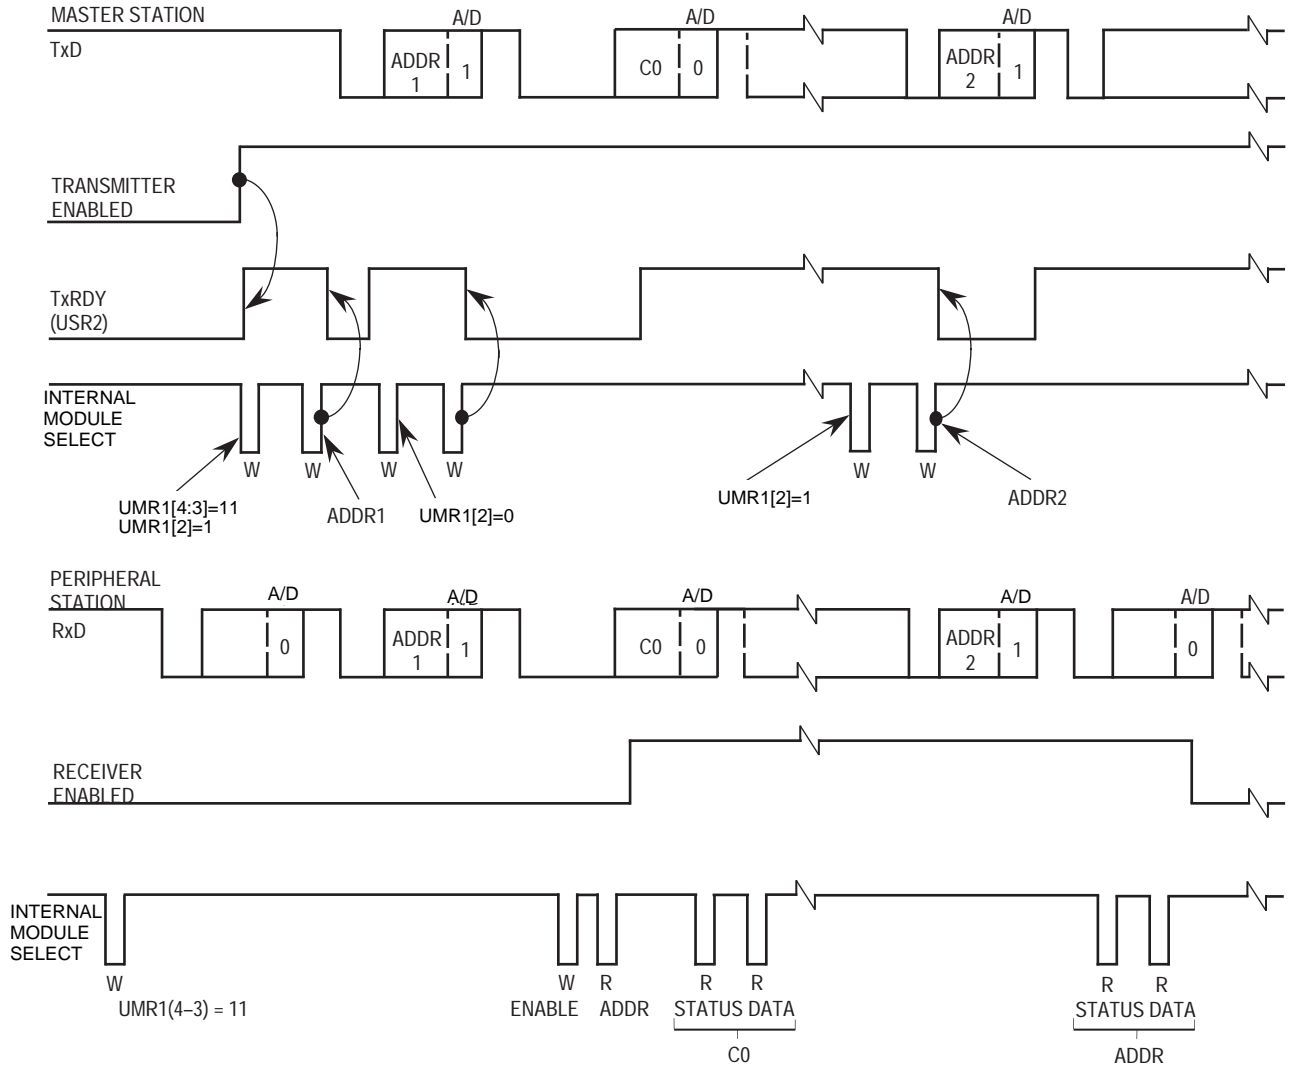 MASTER STATION
A/D
A/D
A/D
TxD
ADDR
1
1
C0
0
ADDR
2
1
TRANSMITTER
ENABLED
TxRDY
(USR2)
INTERNAL
MODULE
SELECT
W
W
W
W
W
W
UMR1[4:3]=11
UMR1[2]=1
ADDR1
UMR1[2]=0
UMR1[2]=1
ADDR2
PERIPHERAL
STATION
A/D
A/D
A/D
A/D
A/D
RxD
0
ADDR
1
1
C0
0
ADDR
2
1
0
RECEIVER
ENABLED
INTERNAL
MODULE
SELECT
W
W
R
R
R
R
R
UMR1(4–3) = 11
ENABLE
ADDR
STATUS DATA
STATUS DATA
C0
ADDR